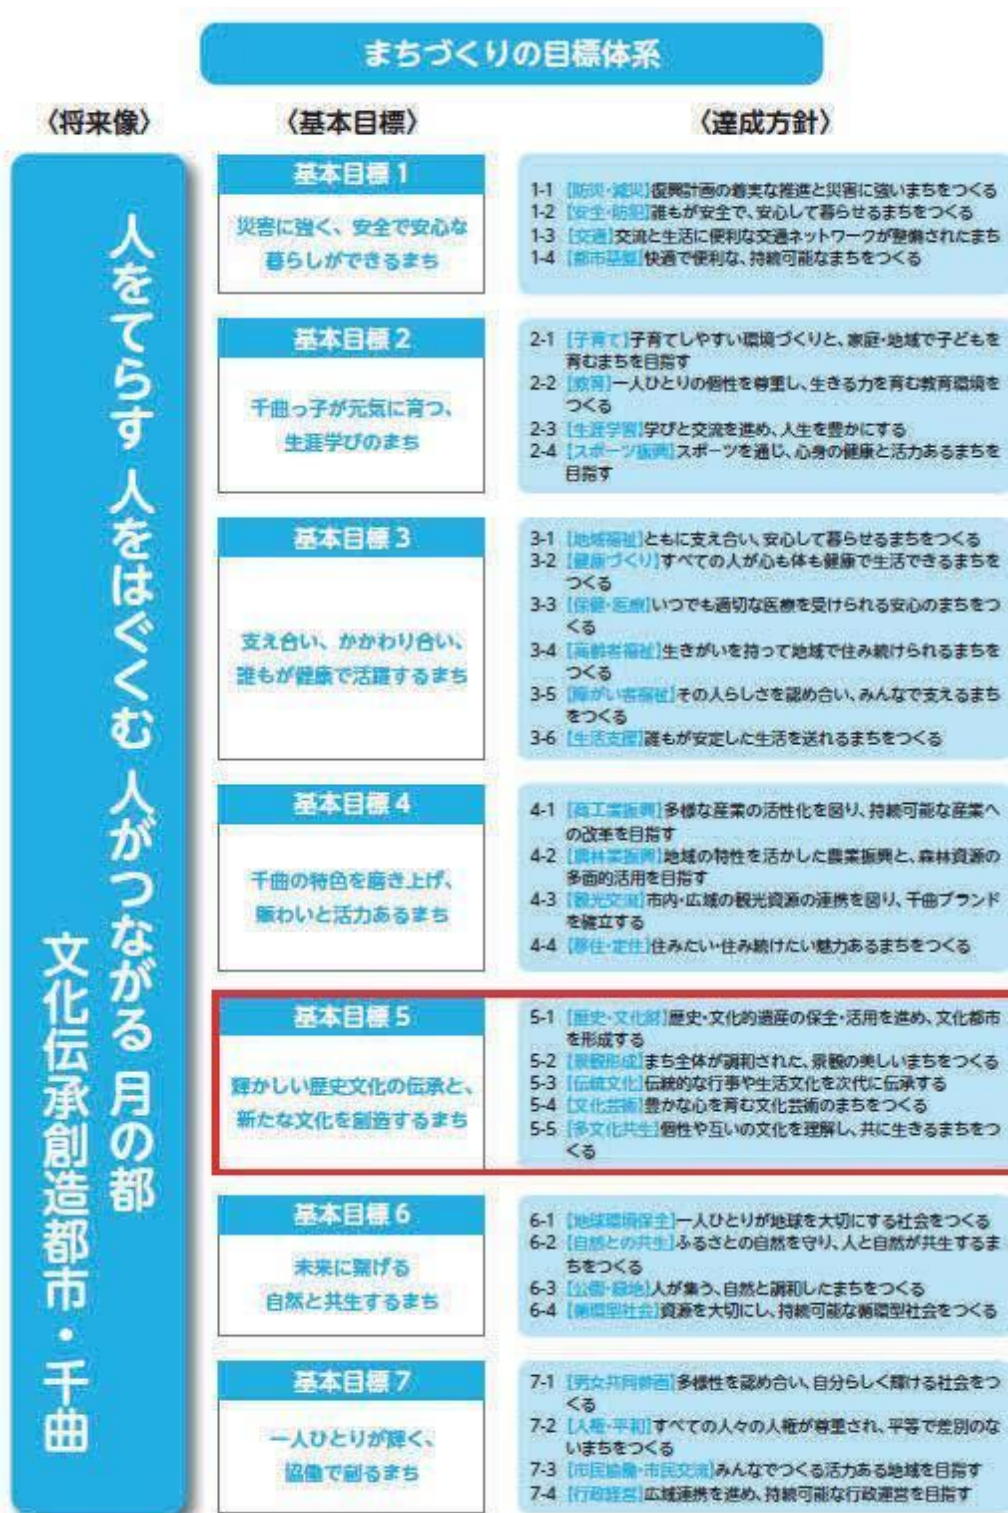 まちづくりの目標体系
〈将来像〉
〈基本目標〉
〈達成方針〉
人をてらす 人をはぐくむ 人がつながる 月の都
文化伝承創造都市・千曲
基本目標 1
災害に強く、安全で安心な
暮らしができるまち
1-1 【防災・減災】復興計画の着実な推進と災害に強いまちをつくる
1-2 【安全・防犯】誰もが安全で、安心して暮らせるまちをつくる
1-3 【交通】交流と生活に便利な交通ネットワークが整備されたまち
1-4 【都市基盤】快適で便利な、持続可能なまちをつくる
基本目標 2
千曲っ子が元気に育つ、
生涯学びのまち
2-1 【子育て】子育てしやすい環境づくりと、家庭・地域で子どもを
育むまちを目指す
2-2 【教育】一人ひとりの個性を尊重し、生きる力を育む教育環境を
つくる
2-3 【生涯学習】学びと交流を進め、人生を豊かにする
2-4 【スポーツ振興】スポーツを通じ、心身の健康と活力あるまちを
目指す
基本目標 3
支え合い、かかわり合い、
誰もが健康で活躍するまち
3-1 【地域福祉】ともに支え合い、安心して暮らせるまちをつくる
3-2 【健康づくり】すべての人が心も体も健康で生活できるまちを
つくる
3-3 【保健・医療】いつでも適切な医療を受けられる安心のまちをつ
くる
3-4 【高齢者福祉】生きがいを持って地域で住み続けられるまちを
つくる
3-5 【障がい者福祉】その人らしさを認め合い、みんなで支えるまち
をつくる
3-6 【生活支援】誰もが安定した生活を送れるまちをつくる
基本目標 4
千曲の特色を磨き上げ、
賑わいと活力あるまち
4-1 【商工業振興】多様な産業の活性化を図り、持続可能な産業へ
の改革を目指す
4-2 【農林業振興】地域の特性を活かした農業振興と、森林資源の
多面的活用を目指す
4-3 【観光交流】市内・広域の観光資源の連携を図り、千曲ブランド
を確立する
4-4 【移住・定住】住みたい・住み続けたい魅力あるまちをつくる
基本目標 5
輝かしい歴史文化の伝承と、
新たな文化を創造するまち
5-1 【歴史・文化財】歴史・文化的遺産の保全・活用を進め、文化都市
を形成する
5-2 【景観形成】まち全体が調和された、景観の美しいまちをつくる
5-3 【伝統文化】伝統的な行事や生活文化を次代に伝承する
5-4 【文化芸術】豊かな心を育む文化芸術のまちをつくる
5-5 【多文化共生】個性や互いの文化を理解し、共に生きるまちをつ
くる
基本目標 6
未来に繋げる
自然と共生するまち
6-1 【地球環境保全】一人ひとりが地球を大切にする社会をつくる
6-2 【自然との共生】ふるさとの自然を守り、人と自然が共生するま
ちをつくる
6-3 【公園・緑地】人が集う、自然と調和したまちをつくる
6-4 【循環型社会】資源を大切にし、持続可能な循環型社会をつくる
基本目標 7
一人ひとりが輝く、
協働で創るまち
7-1 【男女共同参画】多様性を認め合い、自分らしく輝ける社会をつ
くる
7-2 【人権・平和】すべての人々の人権が尊重され、平等で差別のな
いまちをつくる
7-3 【市民協働・市民交流】みんなでつくる活力ある地域を目指す
7-4 【行政経営】広域連携を進め、持続可能な行政運営を目指す